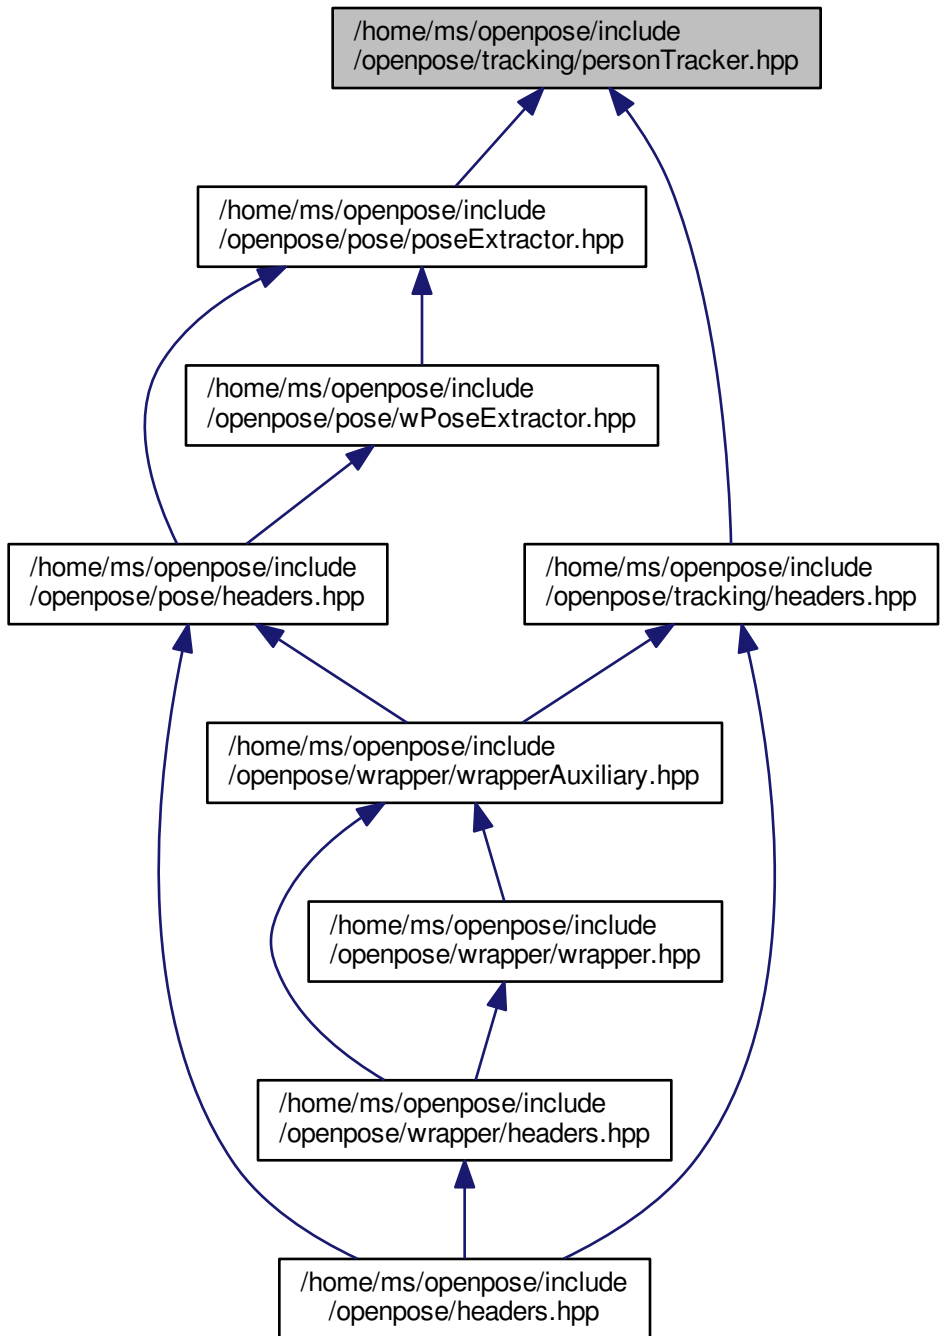 /home/ms/openpose/include
/openpose/tracking/personTracker.hpp
/home/ms/openpose/include
/openpose/pose/poseExtractor.hpp
/home/ms/openpose/include
/openpose/pose/wPoseExtractor.hpp
/home/ms/openpose/include
/openpose/pose/headers.hpp
/home/ms/openpose/include
/openpose/tracking/headers.hpp
/home/ms/openpose/include
/openpose/wrapper/wrapperAuxiliary.hpp
/home/ms/openpose/include
/openpose/wrapper/wrapper.hpp
/home/ms/openpose/include
/openpose/wrapper/headers.hpp
/home/ms/openpose/include
/openpose/headers.hpp